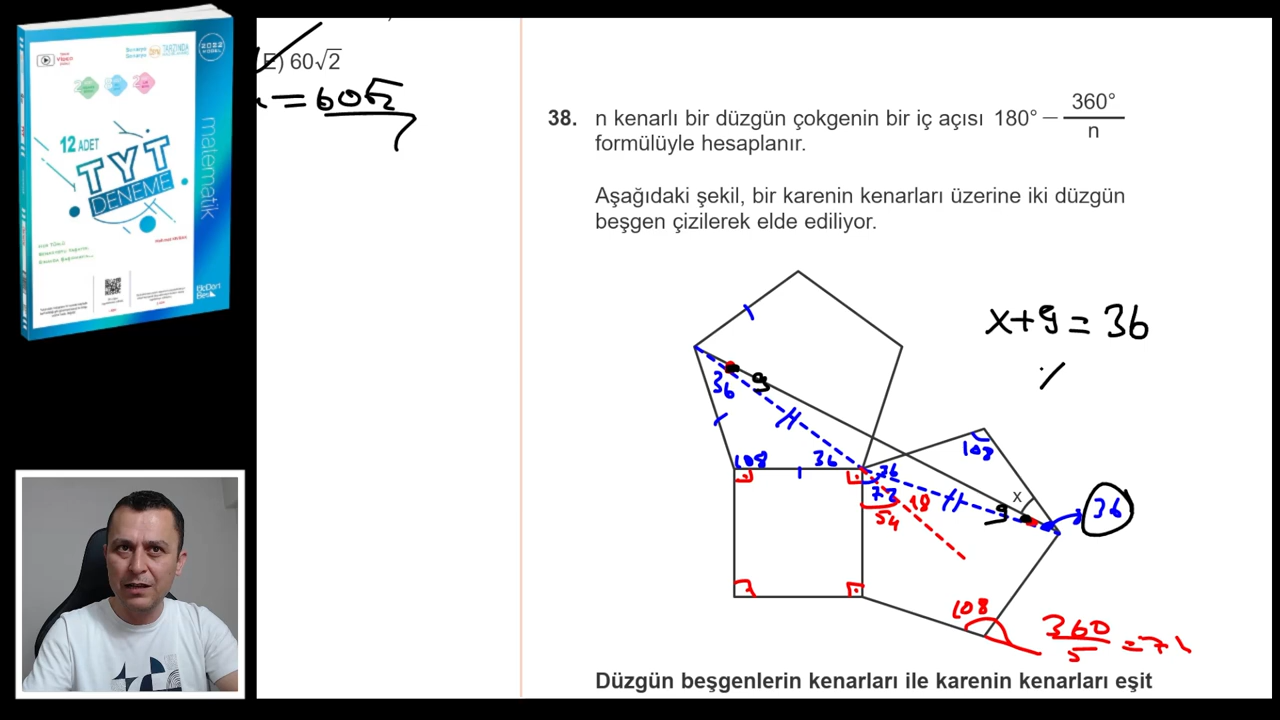 E) 60√2
= 60√2
38. n kenarlı bir düzgün çokgenin bir iç açısı 180° − 360°/n
formülüyle hesaplanır.
Aşağıdaki şekil, bir karenin kenarları üzerine iki düzgün
beşgen çizilerek elde ediliyor.
x+9=36
36
9
108
36
36
72
18
54
108
x
9
36
108
360/5 = 72
Düzgün beşgenlerin kenarları ile karenin kenarları eşit
2022
12 ADET
TYT
DENEME
matematik
TARZINDA